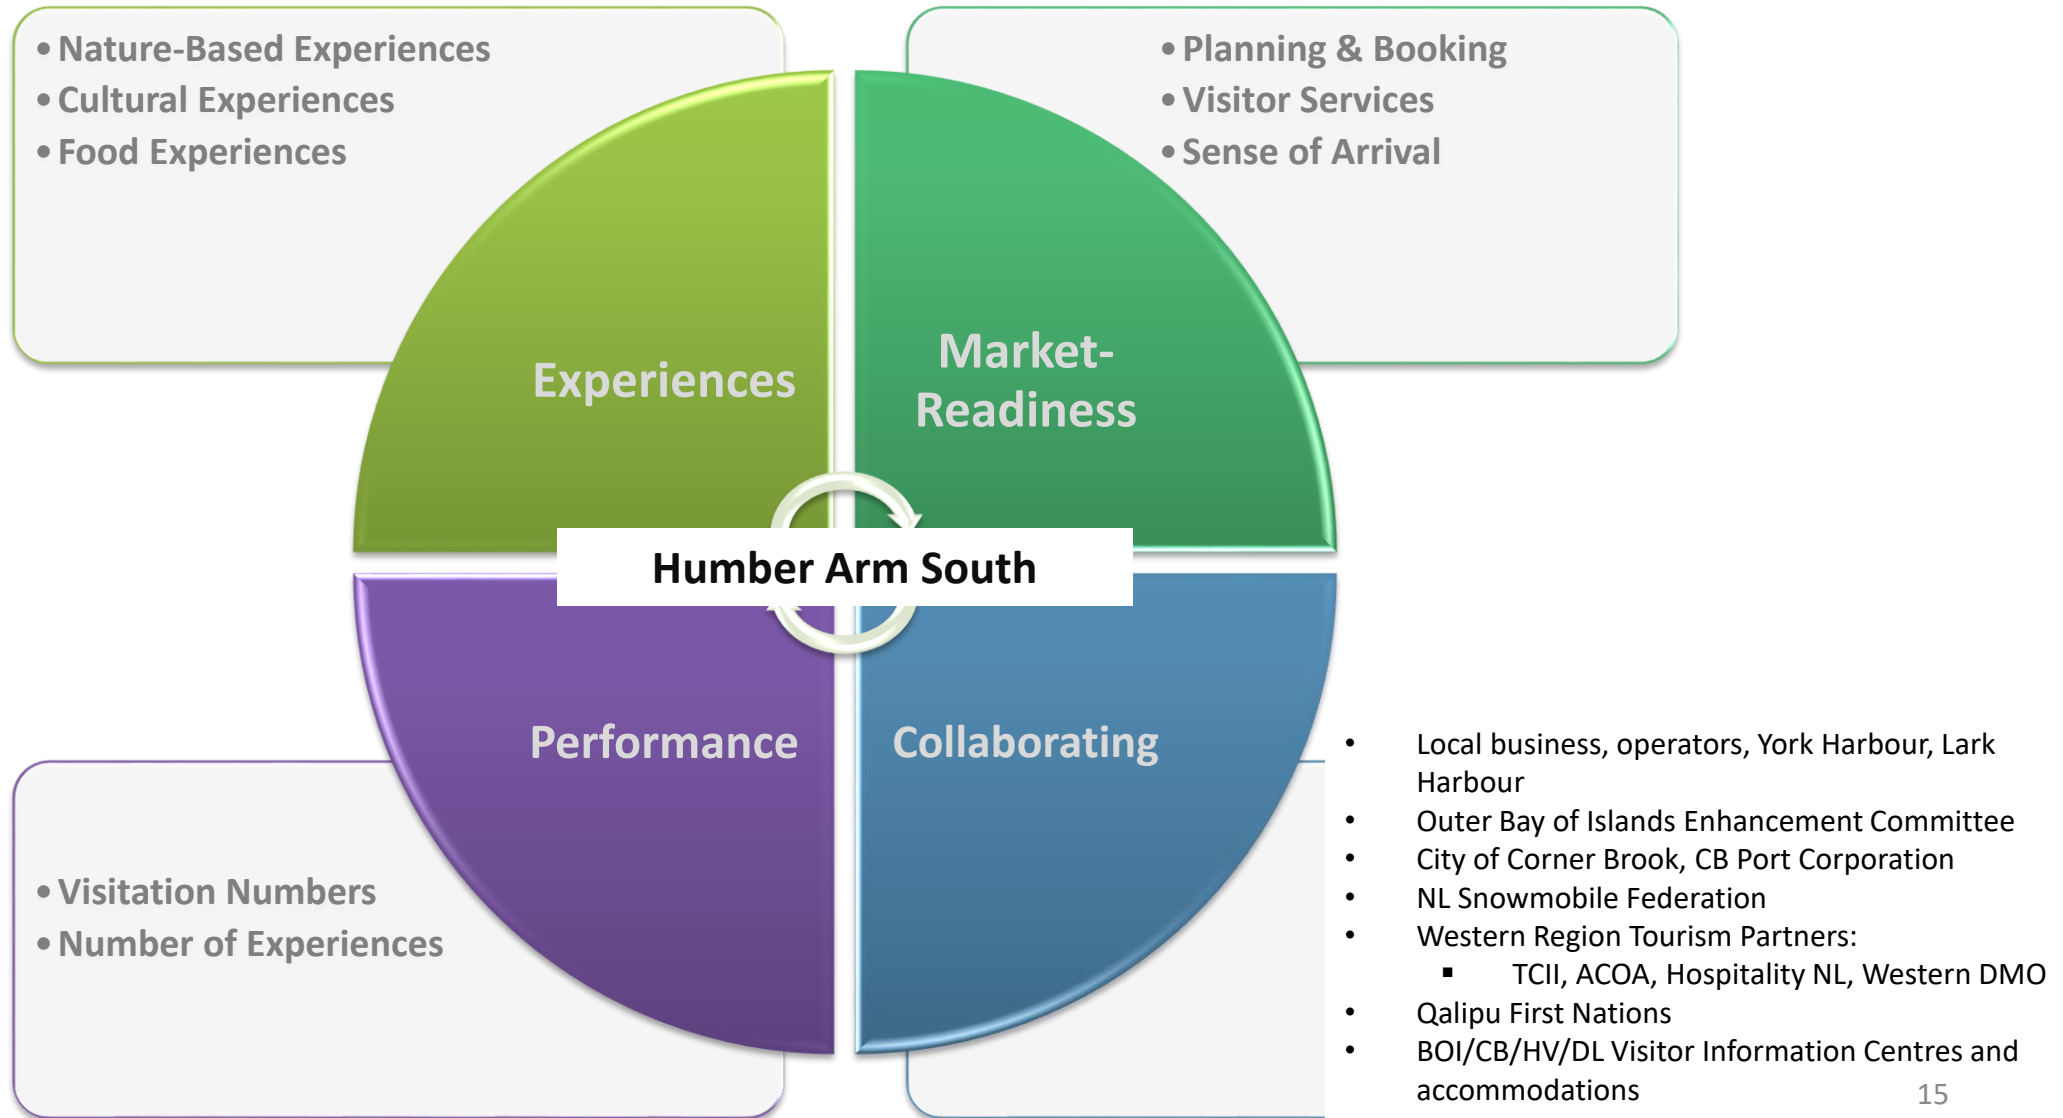 • Nature-Based Experiences
• Cultural Experiences
• Food Experiences
• Planning & Booking
• Visitor Services
• Sense of Arrival
Experiences
Market-
Readiness
Humber Arm South
Performance
Collaborating
• Visitation Numbers
• Number of Experiences
• Local business, operators, York Harbour, Lark
Harbour
• Outer Bay of Islands Enhancement Committee
• City of Corner Brook, CB Port Corporation
• NL Snowmobile Federation
• Western Region Tourism Partners:
▪ TCII, ACOA, Hospitality NL, Western DMO
• Qalipu First Nations
• BOI/CB/HV/DL Visitor Information Centres and
accommodations
15